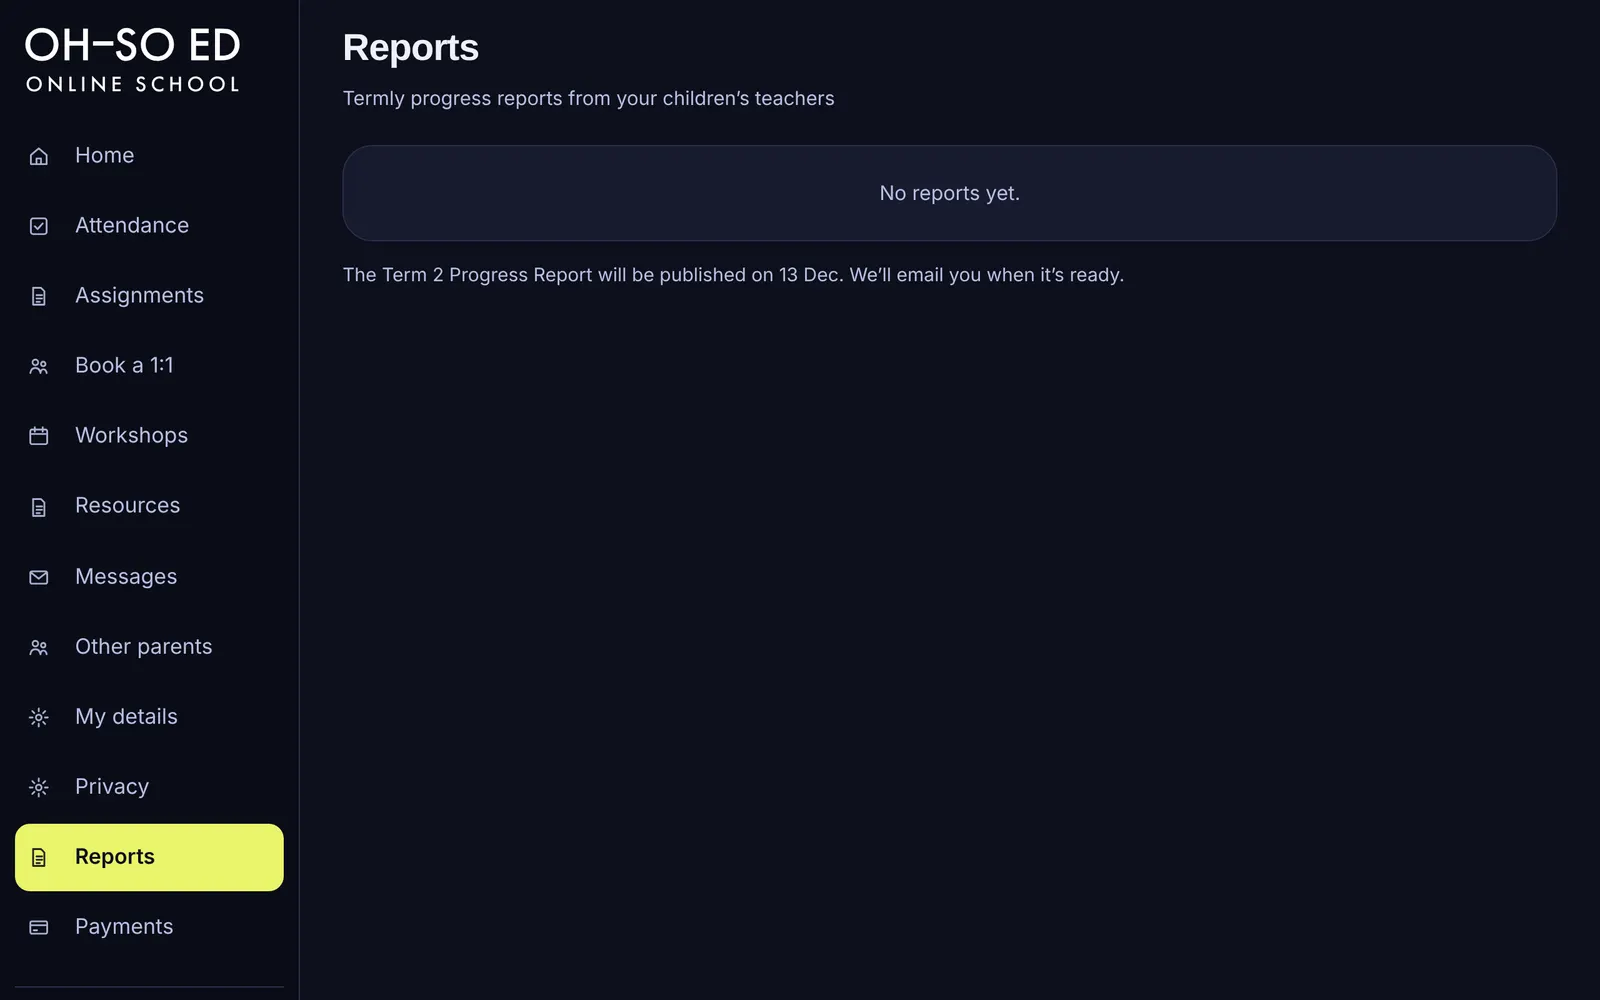 OH-SO ED
ONLINE SCHOOL
Home
Attendance
Assignments
Book a 1:1
Workshops
Resources
Messages
Other parents
My details
Privacy
Reports
Payments
Reports
Termly progress reports from your children’s teachers
No reports yet.
The Term 2 Progress Report will be published on 13 Dec. We’ll email you when it’s ready.